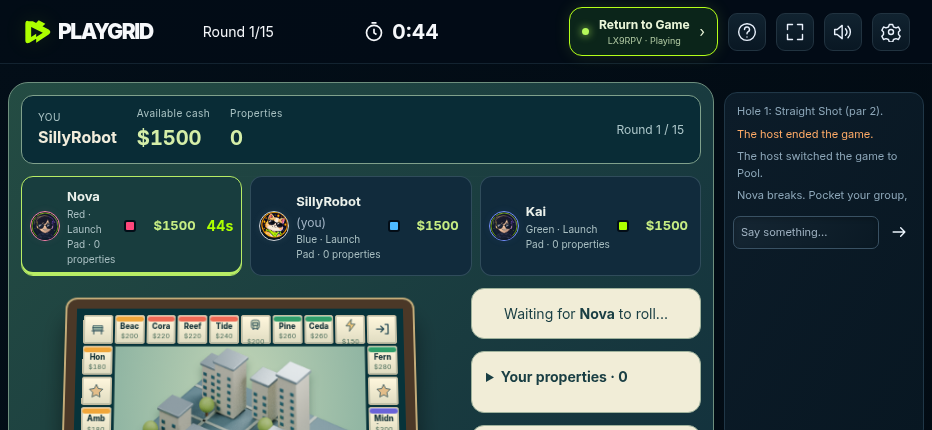 PLAYGRID
Round 1/15
0:44
Return to Game
LX9RPV · Playing
›
YOU
SillyRobot
Available cash
$1500
Properties
0
Round 1 / 15
Nova
Red ·
Launch
Pad · 0
properties
$1500
44s
SillyRobot
(you)
Blue · Launch
Pad · 0 properties
$1500
Kai
Green · Launch
Pad · 0 properties
$1500
Beac
$200
Cora
$220
Reef
$220
Tide
$240
$200
Pine
$260
Ceda
$260
$150
Hon
$180
Fern
$280
Amb
$180
Midn
$300
Waiting for Nova to roll...
Your properties · 0
Hole 1: Straight Shot (par 2).
The host ended the game.
The host switched the game to
Pool.
Nova breaks. Pocket your group,
Say something...